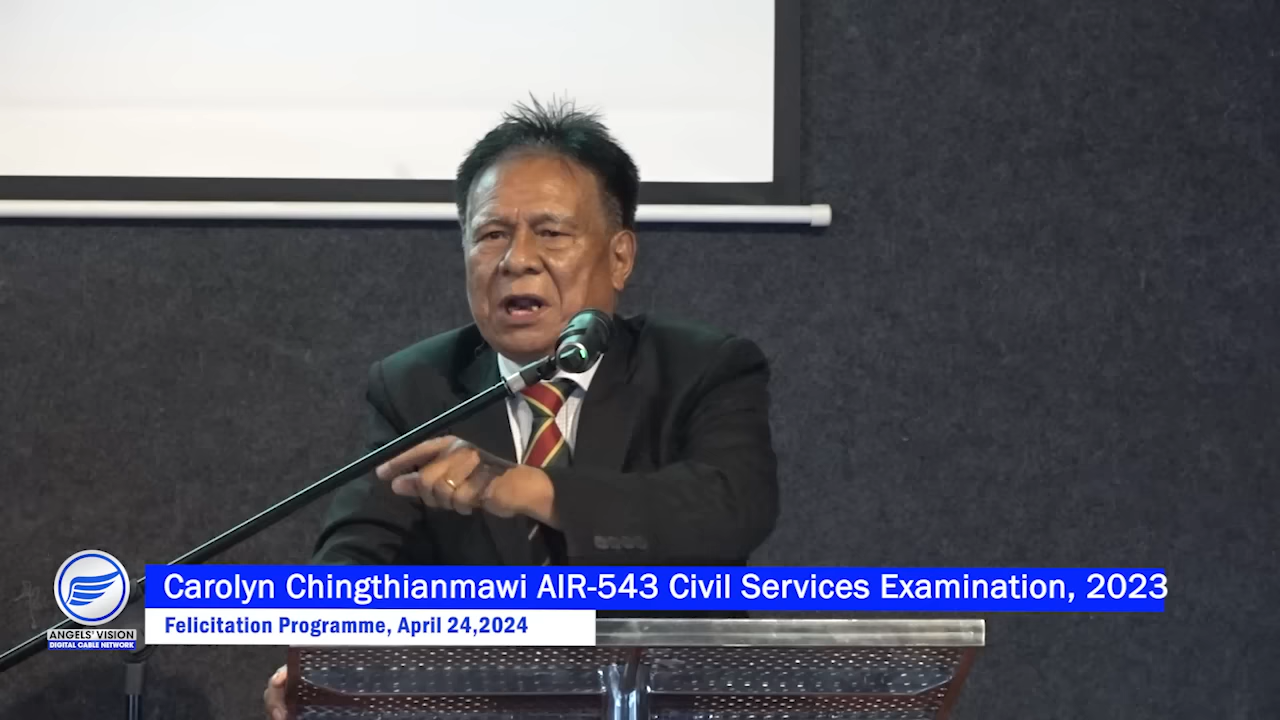 Carolyn Chingthianmawi AIR-543 Civil Services Examination, 2023
Felicitation Programme, April 24,2024
ANGELS' VISION
DIGITAL CABLE NETWORK